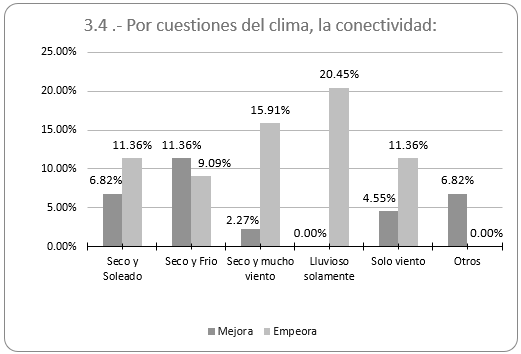 3.4 .- Por cuestiones del clima, la conectividad:
25.00%
20.00%
15.00%
10.00%
5.00%
0.00%
6.82%
11.36%
11.36%
9.09%
2.27%
15.91%
0.00%
20.45%
4.55%
11.36%
6.82%
0.00%
Seco y
Soleado
Seco y Frio
Seco y mucho
viento
Lluvioso
solamente
Solo viento
Otros
Mejora
Empeora